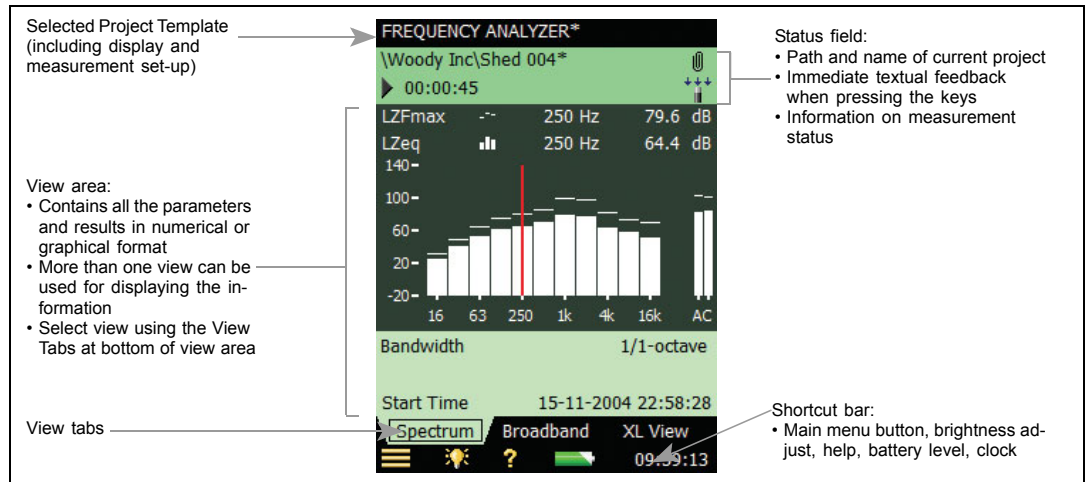 Selected Project Template
(including display and
measurement set-up)
View area:
• Contains all the parameters
and results in numerical or
graphical format
• More than one view can be
used for displaying the in-
formation
• Select view using the View
Tabs at bottom of view area
View tabs
FREQUENCY ANALYZER*
\Woody Inc\Shed 004*
00:00:45
LZFmax 250 Hz 79.6 dB
LZeq 250 Hz 64.4 dB
140
100
60
20
-20
16 63 250 1k 4k 16k AC
Bandwidth 1/1-octave
Start Time 15-11-2004 22:58:28
Spectrum Broadband XL View
? 09:39:13
Status field:
• Path and name of current project
• Immediate textual feedback
when pressing the keys
• Information on measurement
status
Shortcut bar:
• Main menu button, brightness ad-
just, help, battery level, clock